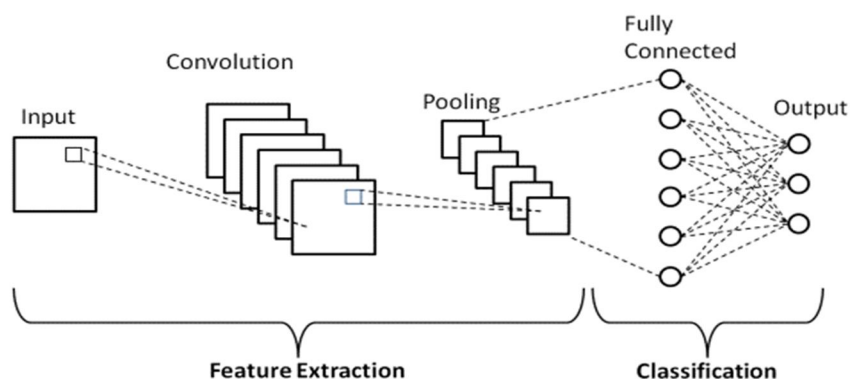 Input
Convolution
Pooling
Fully
Connected
Output
Feature Extraction
Classification